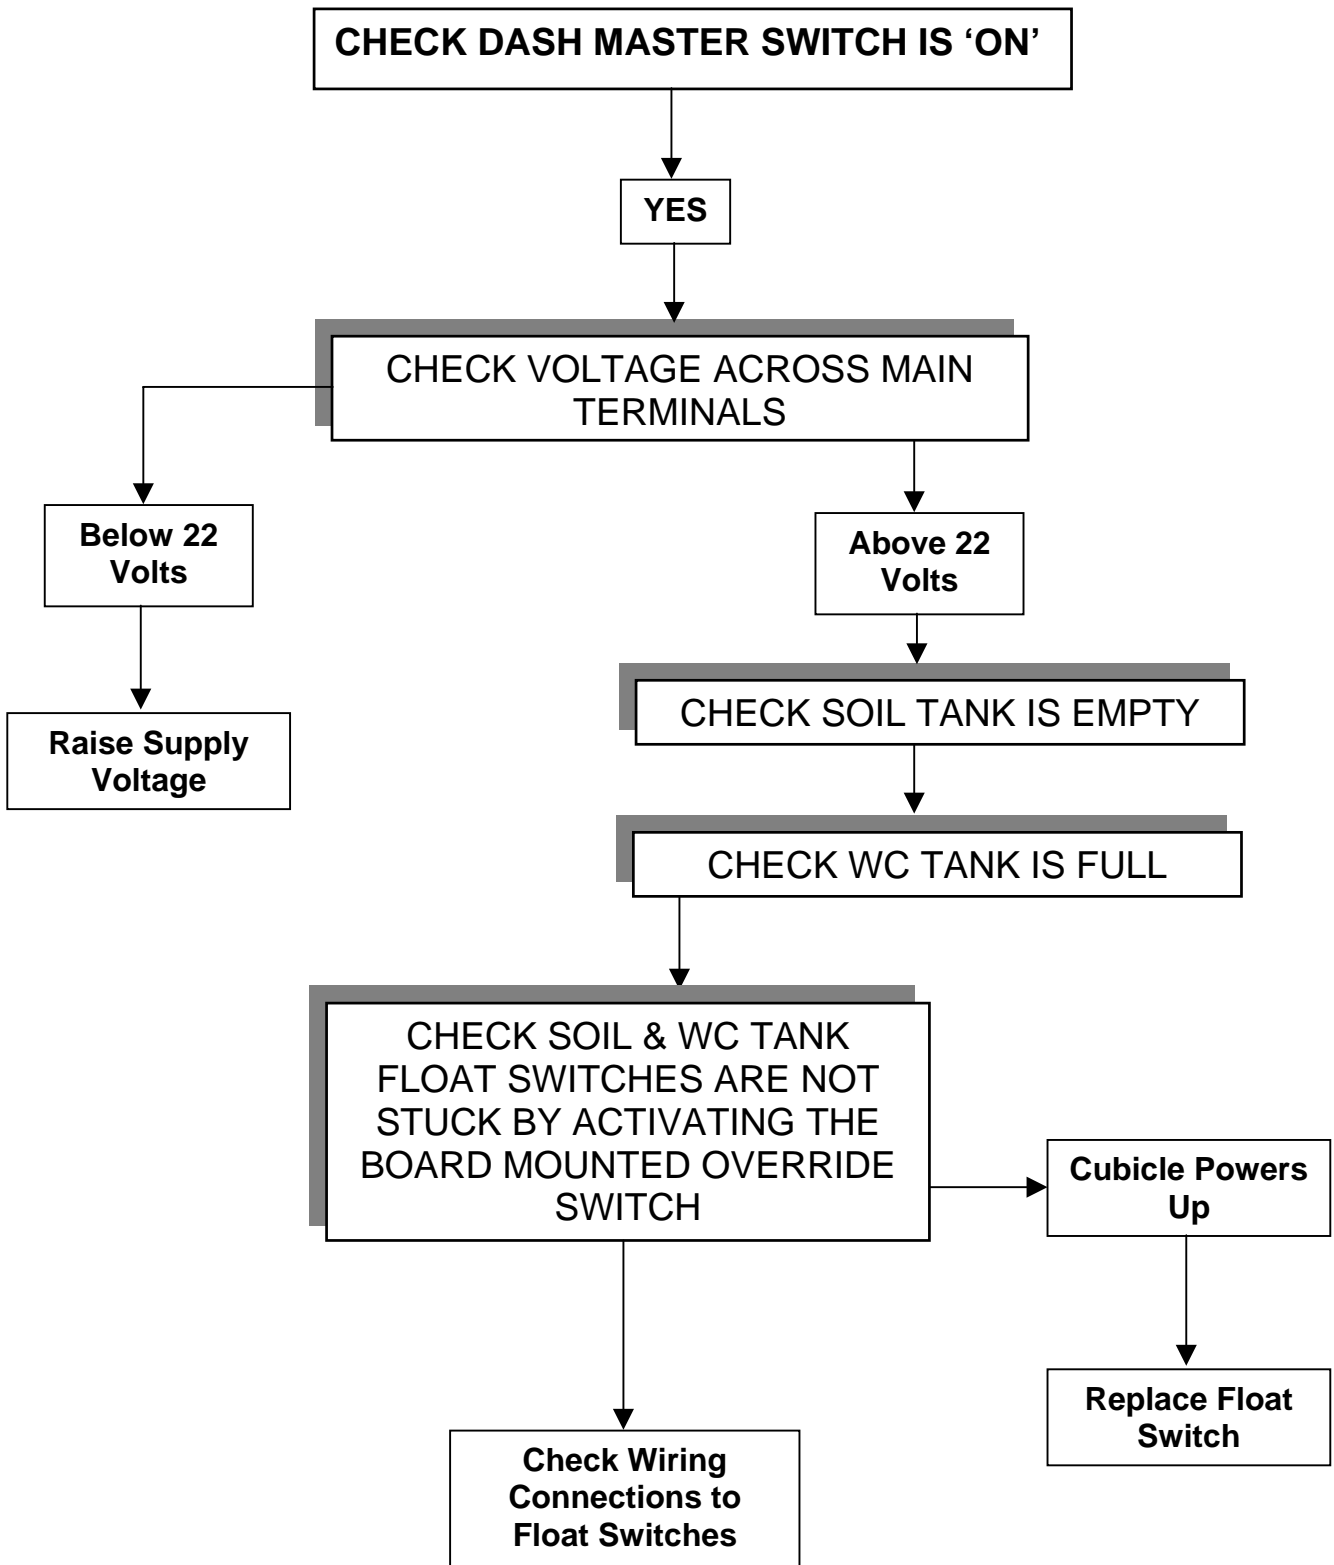 CHECK DASH MASTER SWITCH IS ‘ON’
YES
CHECK VOLTAGE ACROSS MAIN
TERMINALS
Below 22
Volts
Above 22
Volts
Raise Supply
Voltage
CHECK SOIL TANK IS EMPTY
CHECK WC TANK IS FULL
CHECK SOIL & WC TANK
FLOAT SWITCHES ARE NOT
STUCK BY ACTIVATING THE
BOARD MOUNTED OVERRIDE
SWITCH
Cubicle Powers
Up
Replace Float
Switch
Check Wiring
Connections to
Float Switches